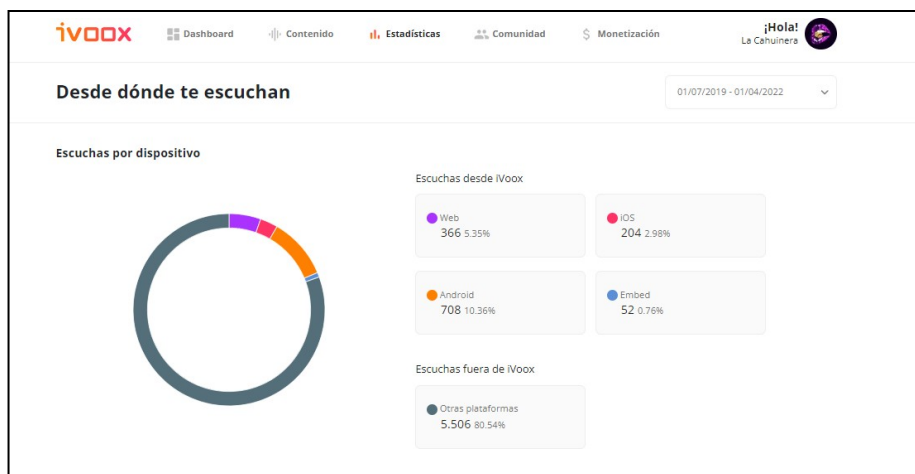 ivoox
Dashboard
Contenido
Estadísticas
Comunidad
$ Monetización
¡Hola!
La Cahuinera
Desde dónde te escuchan
01/07/2019 - 01/04/2022
Escuchas por dispositivo
Escuchas desde iVoox
Web
366 5.35%
iOS
204 2.98%
Android
708 10.36%
Embed
52 0.76%
Escuchas fuera de iVoox
Otras plataformas
5.506 80.54%